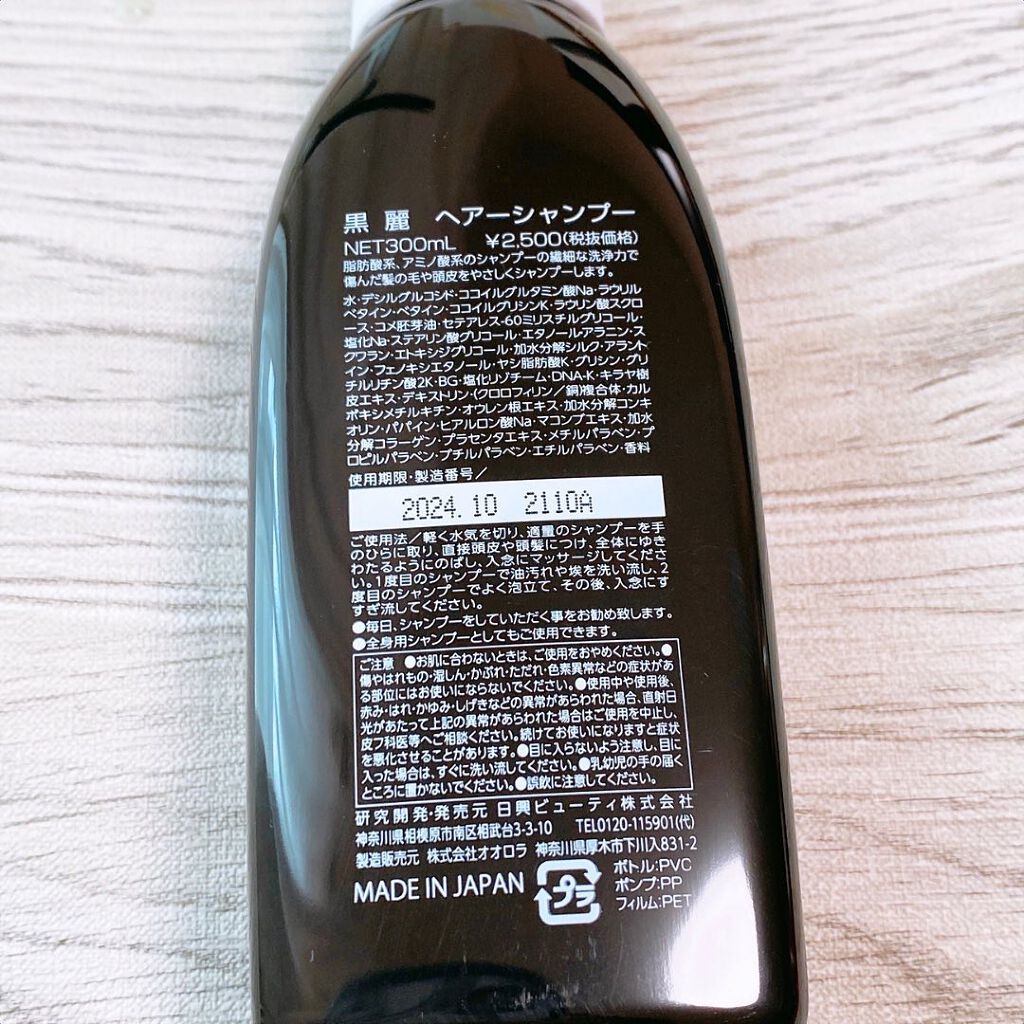 黒麗 ヘアーシャンプー
NET300mL ¥2,500(税抜価格)
脂肪酸系、アミノ酸系のシャンプーの繊細な洗浄力で
傷んだ髪の毛や頭皮をやさしくシャンプーします。
水・デシルグルコシド・ココイルグルタミン酸Na・ラウリル
ベタイン・ベタイン・ココイルグリシンK・ラウリン酸スクロ
ース・コメ胚芽油・セテアレス-60ミリスチルグリコール・
塩化Na・ステアリン酸グリコール・エタノールアラニン・ス
クワラン・エトキシジグリコール・加水分解シルク・アラント
イン・フェノキシエタノール・ヤシ脂肪酸K・グリシン・グリ
チルリチン酸2K・BG・塩化リゾチーム・DNA-K・キラヤ樹
皮エキス・デキストリン・(クロロフィリン/銅)複合体・カル
ボキシメチルキチン・オウレン根エキス・加水分解コンキ
オリン・パパイン・ヒアルロン酸Na・マコンブエキス・加水
分解コラーゲン・プラセンタエキス・メチルパラベン・プ
ロピルパラベン・ブチルパラベン・エチルパラベン・香料
使用期限・製造番号/
2024.10 2110A
ご使用法/軽く水気を切り、適量のシャンプーを手
のひらに取り、直接頭皮や頭髪につけ、全体にゆき
わたるようにのばし、入念にマッサージしてくださ
い。1度目のシャンプーで油汚れや埃を洗い流し、2
度目のシャンプーでよく泡立て、その後、入念にす
すぎ流してください。
●毎日、シャンプーをしていただく事をお勧め致します。
●全身用シャンプーとしてもご使用できます。
ご注意 ●お肌に合わないときは、ご使用をおやめください。●
傷やはれもの・湿しん・かぶれ・ただれ・色素異常などの症状があ
る部位にはお使いにならないでください。●使用中や使用後、
赤み・はれ・かゆみ・しげきなどの異常があらわれた場合、直射日
光があたって上記の異常があらわれた場合はご使用を中止し、
皮フ科医等へご相談ください。続けてお使いになりますと症状
を悪化させることがあります。●目に入らないよう注意し、目に
入った場合は、すぐに洗い流してください。●乳幼児の手の届く
ところに置かないでください。●誤飲に注意してください。
研究開発・発売元 日興ビューティ株式会社
神奈川県相模原市南区相武台3-3-10 TEL0120-115901(代)
製造販売元 株式会社オオロラ 神奈川県厚木市下川入831-2
MADE IN JAPAN
プラ
ボトル:PVC
ポンプ:PP
フィルム:PET